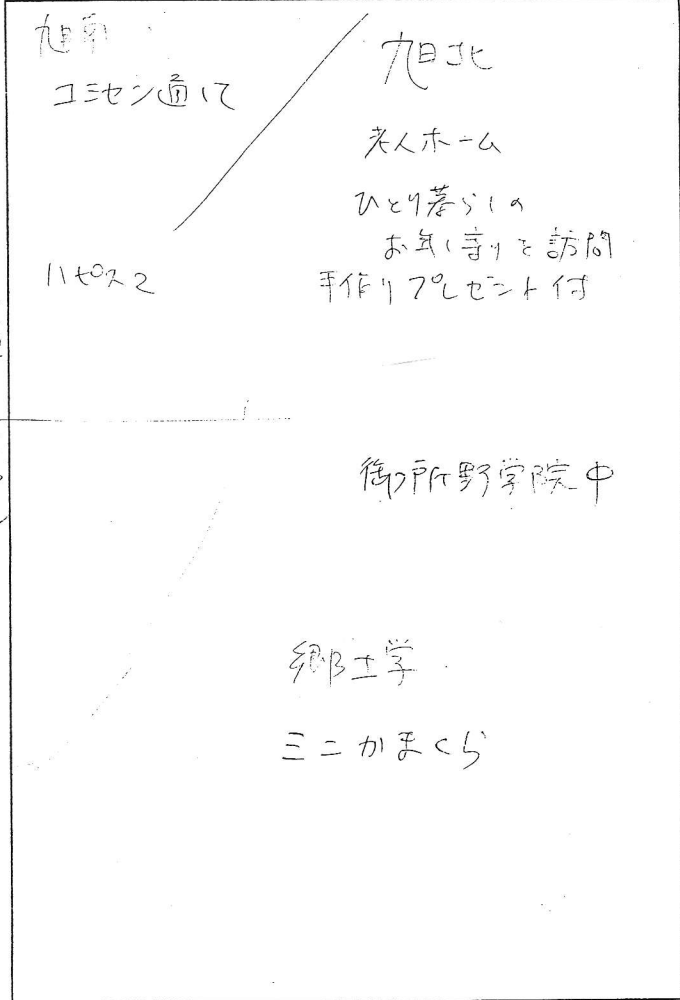 旭南
コミセン通して
ハピス2
旭北
老人ホーム
ひとり暮らしの
お年寄りを訪問
手作りプレゼント付
御所野学院中
郷土学
ミニかまくら